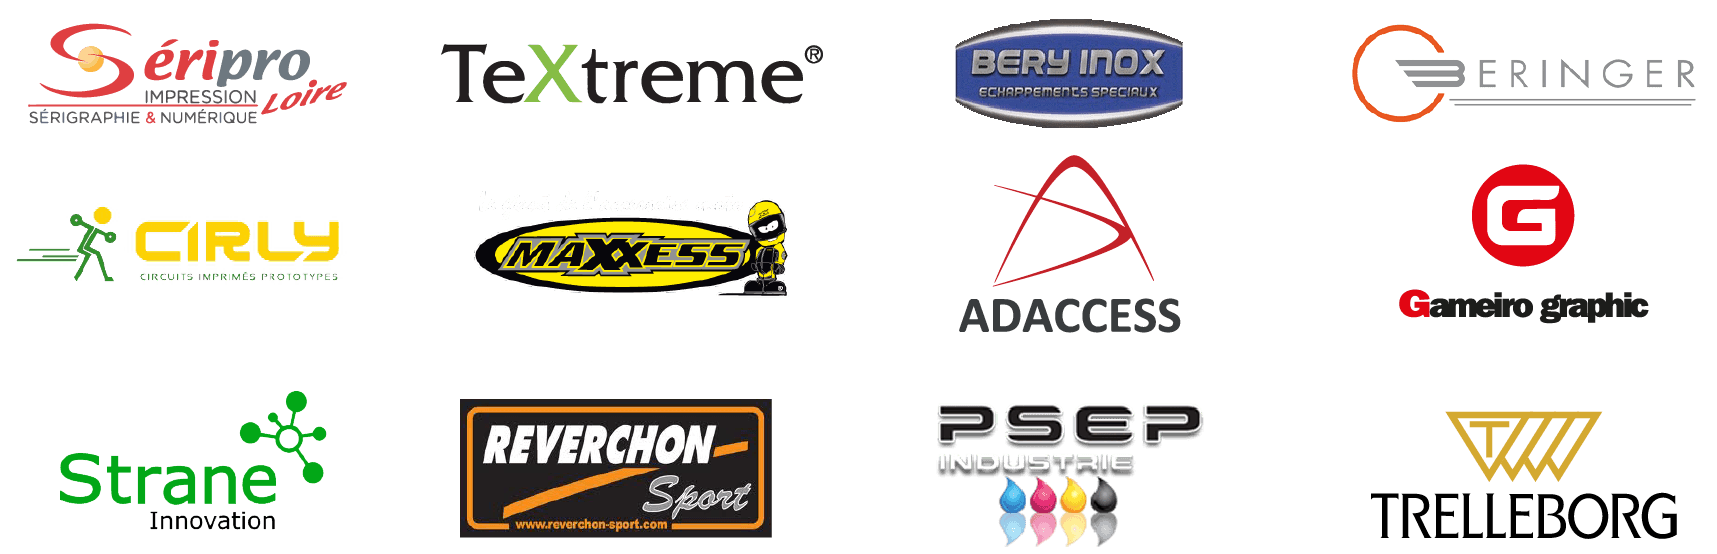 Séripro
IMPRESSION Loire
SÉRIGRAPHIE & NUMÉRIQUE
TeXtreme®
BERY INOX
ECHAPPEMENTS SPECIAUX
BERINGER
CIRLY
CIRCUITS IMPRIMÉS PROTOTYPES
MAXXESS
®
ADACCESS
G
Gameiro graphic
Strane
Innovation
REVERCHON
Sport
www.reverchon-sport.com
PSEP
INDUSTRIE
T
TRELLEBORG